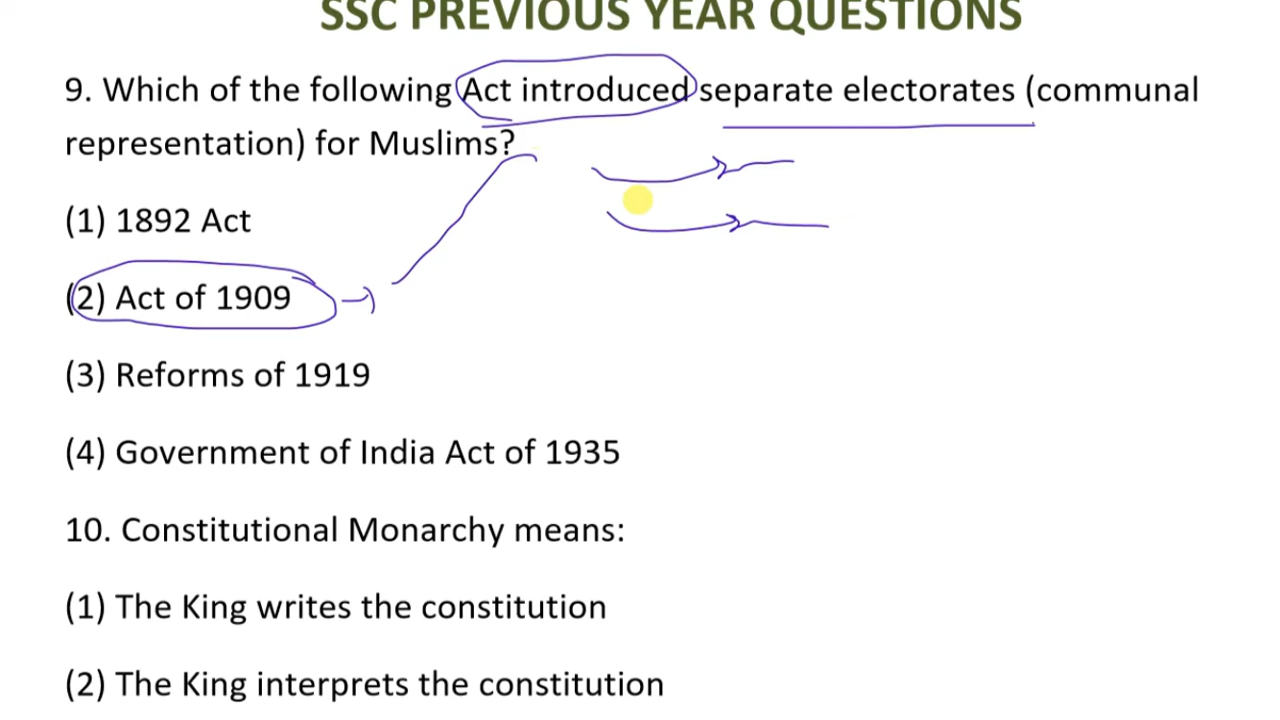 SSC PREVIOUS YEAR QUESTIONS
9. Which of the following Act introduced separate electorates (communal
representation) for Muslims?
(1) 1892 Act
(2) Act of 1909
(3) Reforms of 1919
(4) Government of India Act of 1935
10. Constitutional Monarchy means:
(1) The King writes the constitution
(2) The King interprets the constitution